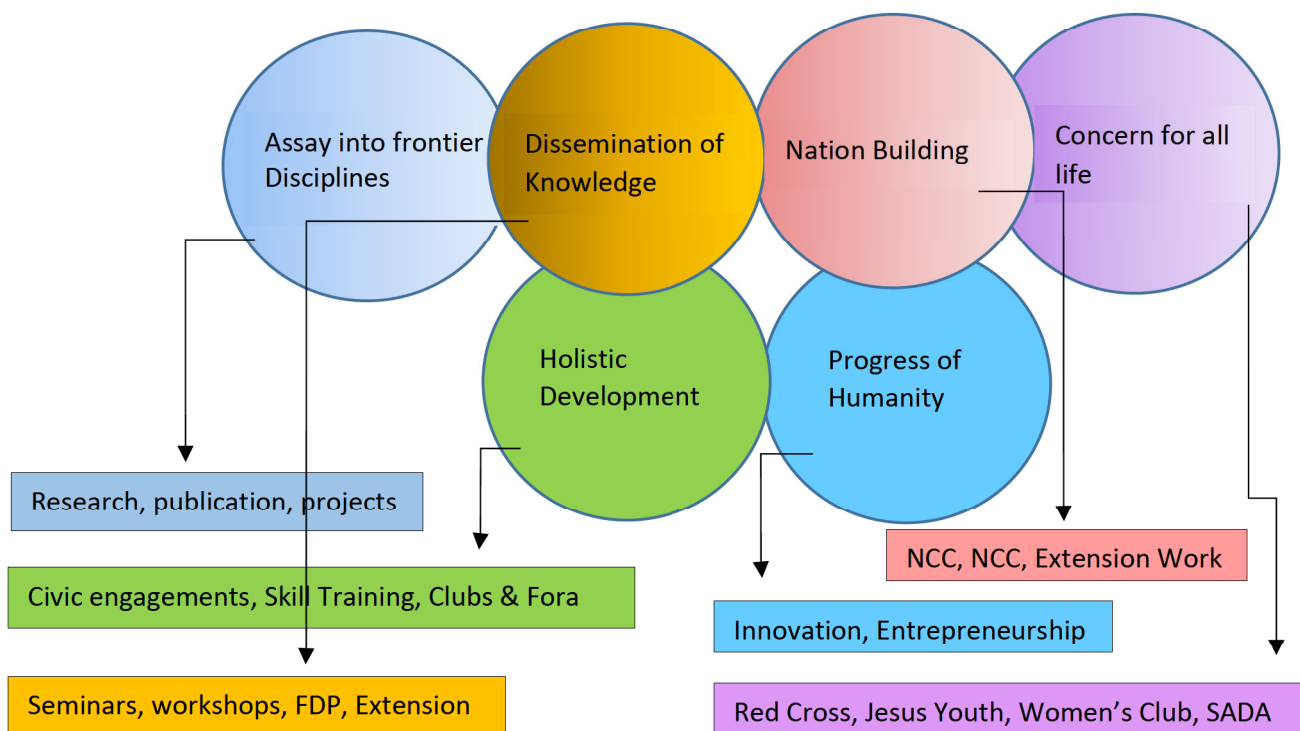 Assay into frontier
Disciplines
Dissemination of
Knowledge
Nation Building
Concern for all
life
Holistic
Development
Progress of
Humanity
Research, publication, projects
NCC, NCC, Extension Work
Civic engagements, Skill Training, Clubs & Fora
Innovation, Entrepreneurship
Seminars, workshops, FDP, Extension
Red Cross, Jesus Youth, Women’s Club, SADA